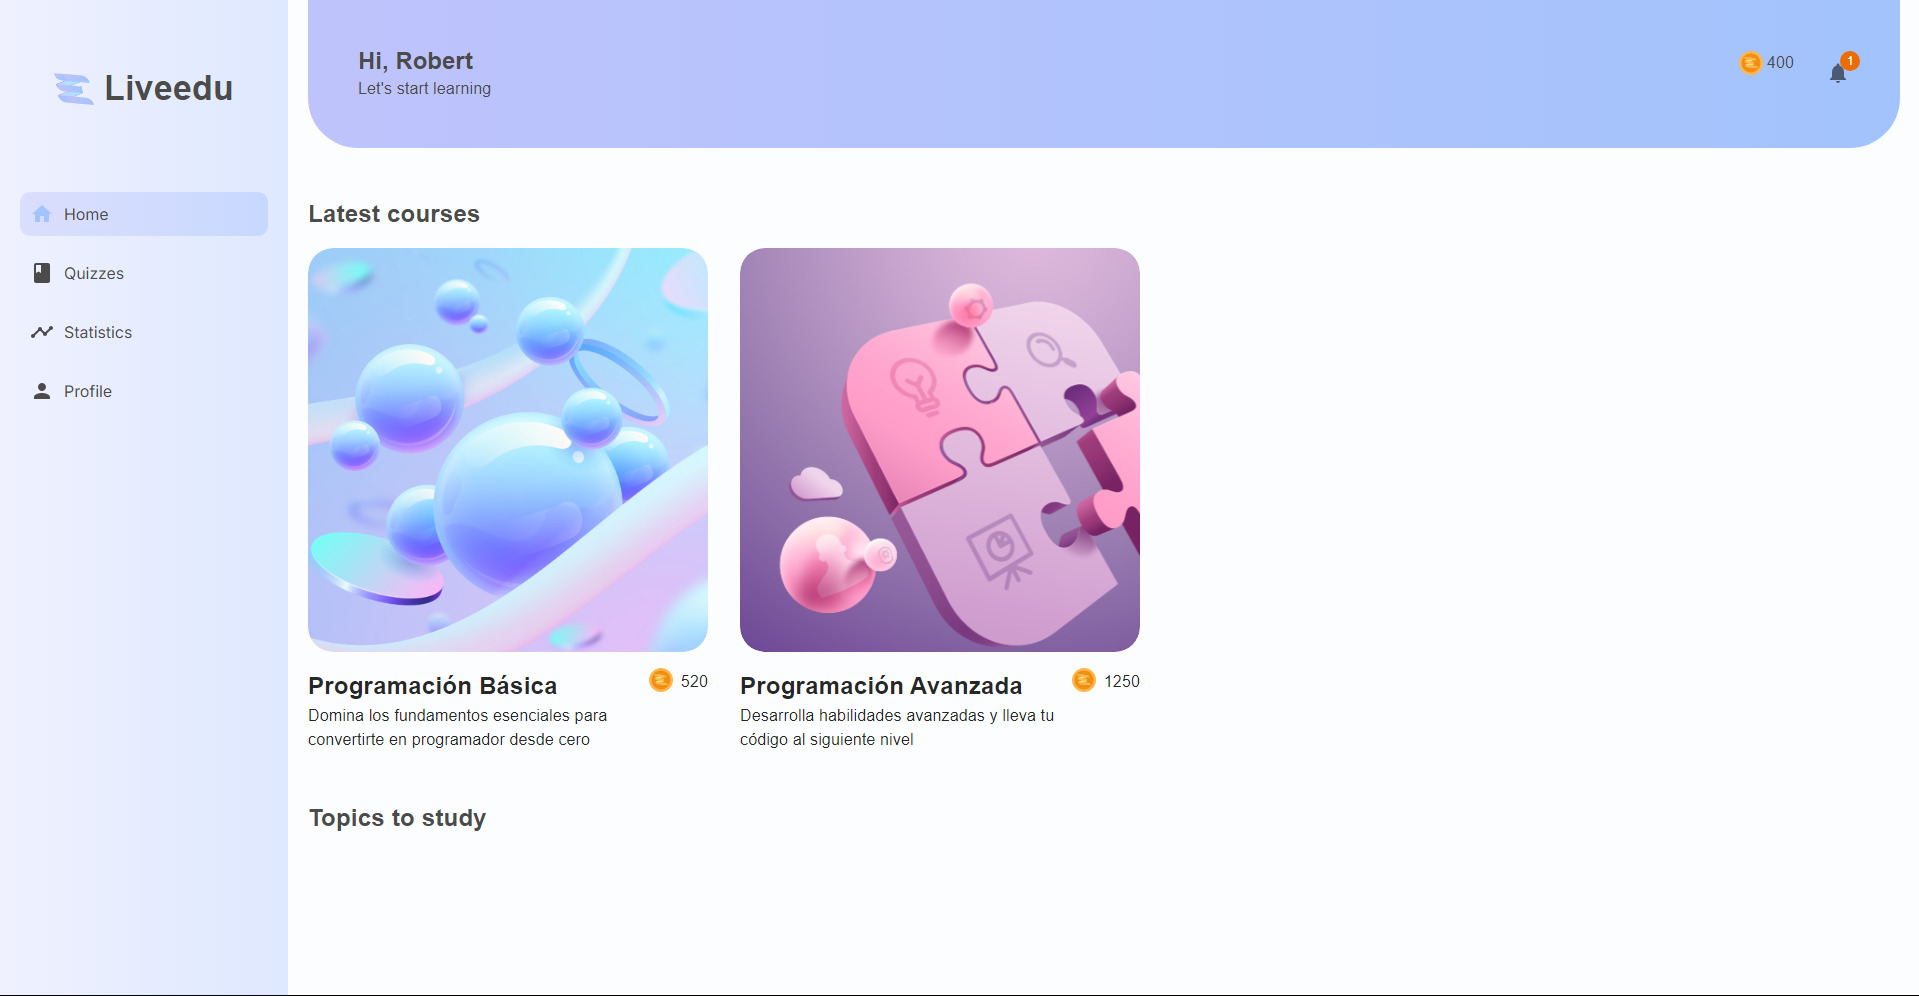 Liveedu
Home
Quizzes
Statistics
Profile
Hi, Robert
Let's start learning
400
1
Latest courses
Programación Básica
520
Domina los fundamentos esenciales para
convertirte en programador desde cero
Programación Avanzada
1250
Desarrolla habilidades avanzadas y lleva tu
código al siguiente nivel
Topics to study